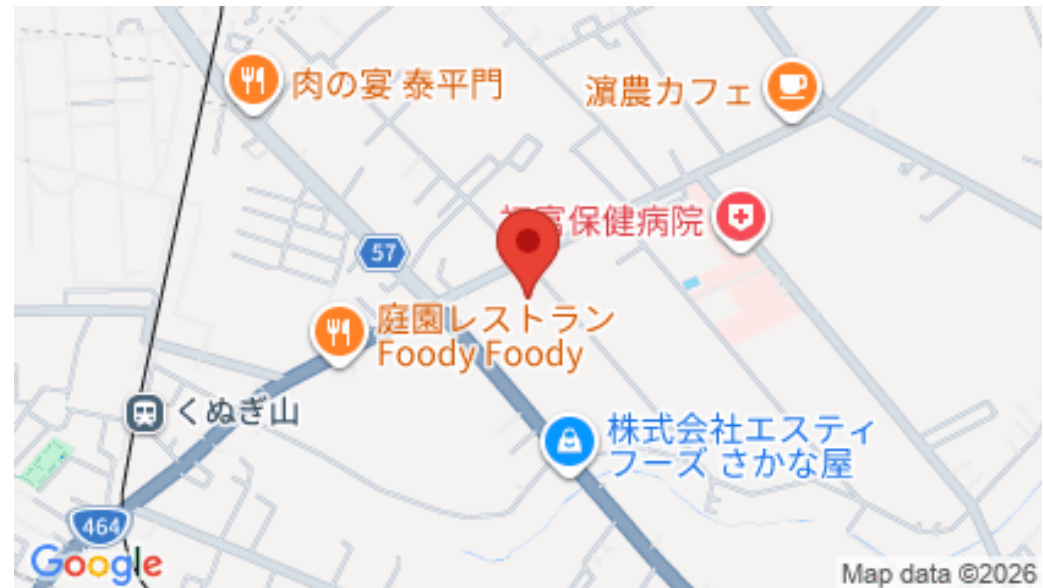 肉の宴 泰平門
濵農カフェ
富保健病院
57
庭園レストラン
Foody Foody
くぬぎ山
株式会社エスティ
フーズ さかな屋
464
Google
Map data ©2026